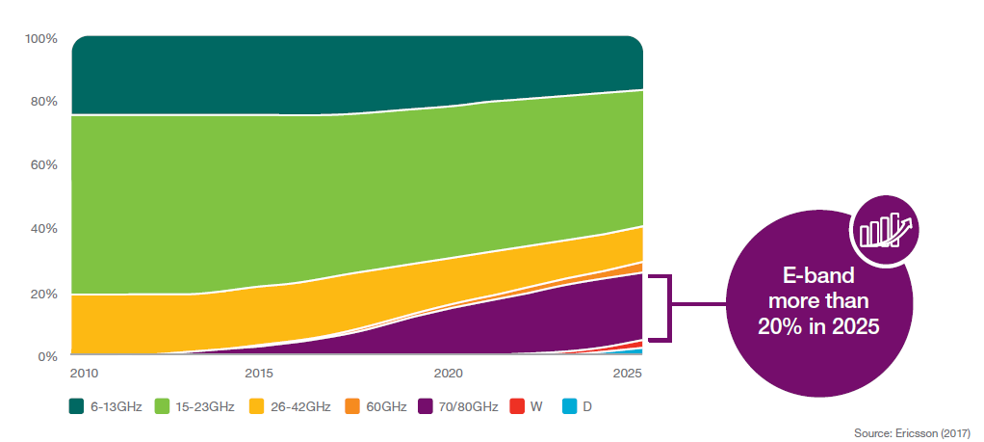 100%
80%
60%
40%
20%
0%
2010
2015
2020
2025
E-band
more than
20% in 2025
6-13GHz 15-23GHz 26-42GHz 60GHz 70/80GHz W D
Source: Ericsson (2017)